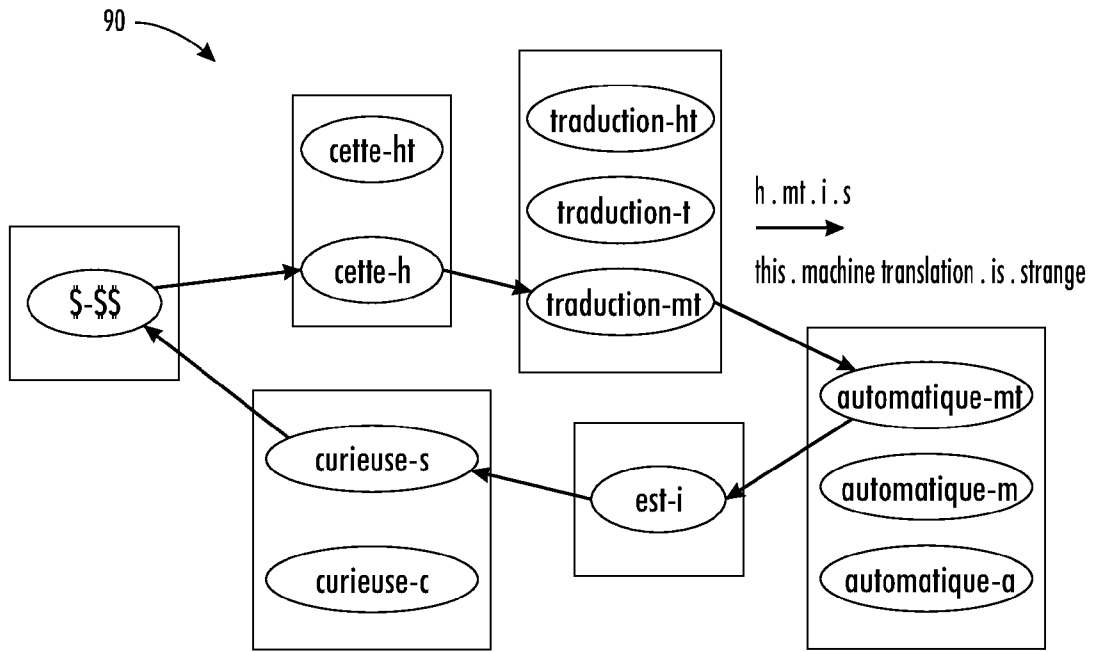 90
cette-ht
cette-h
traduction-ht
traduction-t
traduction-mt
h . mt . i . s
this . machine translation . is . strange
$-$$
automatique-mt
automatique-m
automatique-a
est-i
curieuse-s
curieuse-c